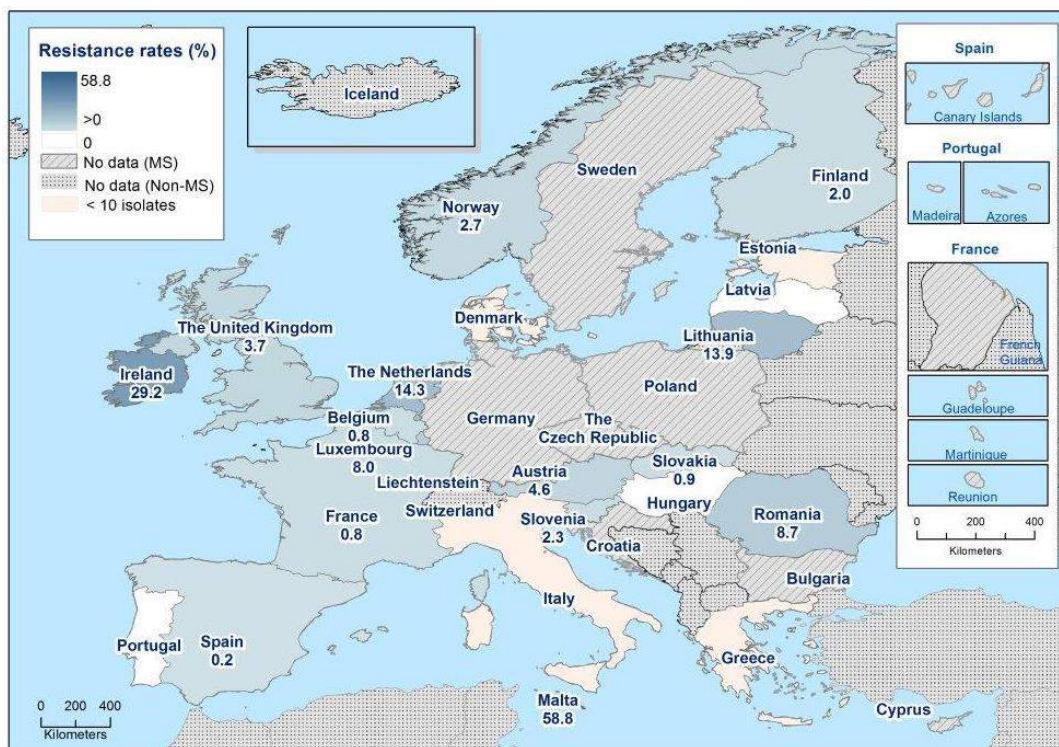 Resistance rates (%)
58.8
>0
0
No data (MS)
No data (Non-MS)
< 10 isolates
Iceland
Sweden
Finland
2.0
Norway
2.7
Estonia
Latvia
Denmark
Lithuania
13.9
The United Kingdom
3.7
Ireland
29.2
The Netherlands
14.3
Poland
Germany
Belgium
0.8
The
Czech Republic
Luxembourg
8.0
Slovakia
0.9
Austria
4.6
Liechtenstein
Hungary
Switzerland
Slovenia
2.3
Romania
8.7
France
0.8
Croatia
Bulgaria
Italy
Portugal
Spain
0.2
Greece
Malta
58.8
Cyprus
0 200 400
Kilometers
Spain
Canary Islands
Portugal
Madeira
Azores
France
French
Guiana
Guadeloupe
Martinique
Reunion
0 200 400
Kilometers